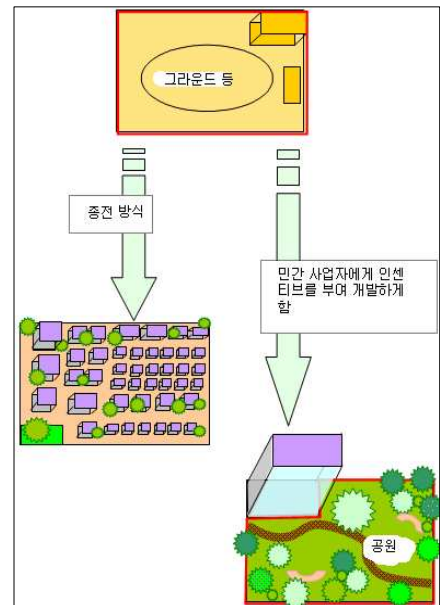 그라운드 등
종전 방식
민간 사업자에게 인센
티브를 부여 개발하게
함
공원